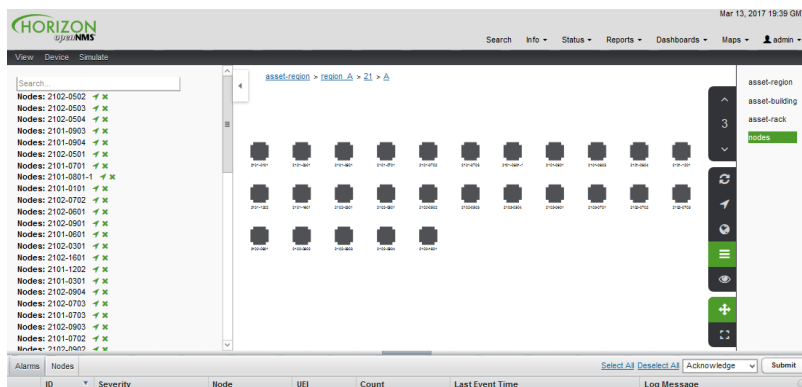 Mar 13, 2017 19:39 GM
HORIZON
openNMS
Search Info Status Reports Dashboards Maps admin
View Device Simulate
Search...
asset-region > region_A > 21 > A
asset-region
asset-building
asset-rack
nodes
3
Nodes: 2102-0502
Nodes: 2102-0503
Nodes: 2102-0504
Nodes: 2101-0903
Nodes: 2101-0904
Nodes: 2102-0501
Nodes: 2101-0701
Nodes: 2101-0801-1
Nodes: 2101-0101
Nodes: 2102-0702
Nodes: 2102-0601
Nodes: 2102-0901
Nodes: 2101-0601
Nodes: 2102-0301
Nodes: 2102-1601
Nodes: 2101-1202
Nodes: 2101-0301
Nodes: 2102-0904
Nodes: 2102-0703
Nodes: 2101-0703
Nodes: 2102-0903
Nodes: 2101-0702
Nodes: 2102-0902
Alarms Nodes
Select All Deselect All Acknowledge Submit
ID Severity Node UEI Count Last Event Time Log Message